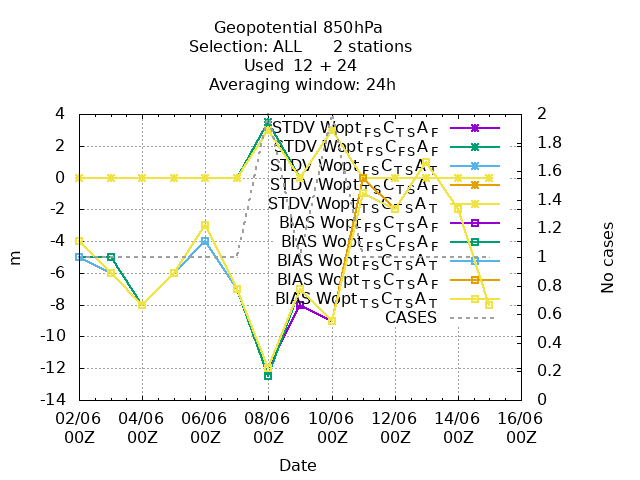 Geopotential 850hPa
Selection: ALL 2 stations
Used 12 + 24
Averaging window: 24h
4
2
0
-2
-4
-6
-8
-10
-12
-14
m
2
1.8
1.6
1.4
1.2
1
0.8
0.6
0.4
0.2
0
No cases
STDV Wopt FS C TS A F
STDV Wopt FS C FS A F
STDV Wopt FS C TS A T
STDV Wopt TS C TS A F
STDV Wopt TS C TS A T
BIAS Wopt FS C TS A F
BIAS Wopt FS C FS A F
BIAS Wopt FS C TS A T
BIAS Wopt TS C TS A F
BIAS Wopt TS C TS A T
CASES
02/06 04/06 06/06 08/06 10/06 12/06 14/06 16/06
00Z 00Z 00Z 00Z 00Z 00Z 00Z 00Z
Date